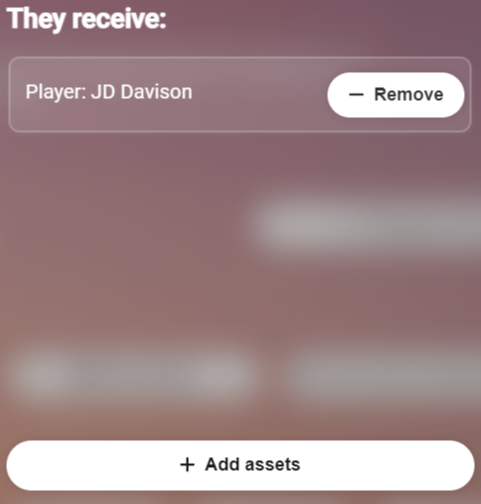 They receive:
Player: JD Davison
− Remove
+ Add assets